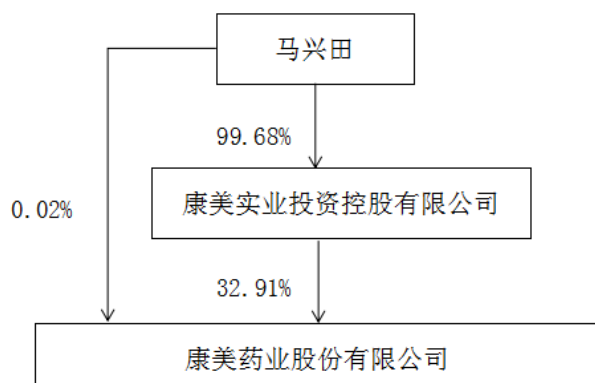 马兴田
99.68%
康美实业投资控股有限公司
0.02%
32.91%
康美药业股份有限公司